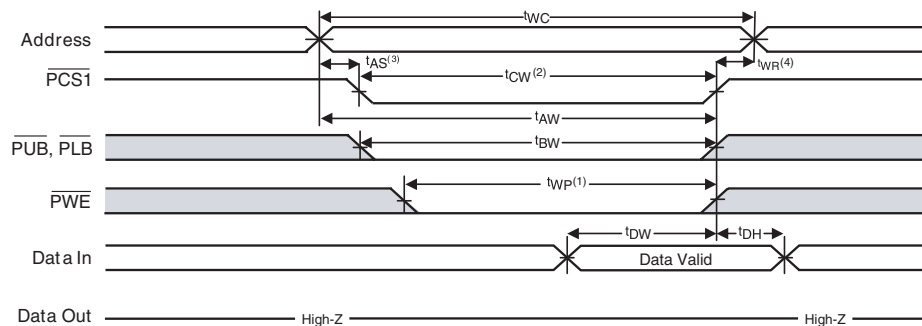 tWC
Address
tAS(3)
tCW(2)
tWR(4)
PCS1
tAW
PUB, PLB
tBW
PWE
tWP(1)
tDW
tDH
Data In
Data Valid
Data Out
High-Z
High-Z